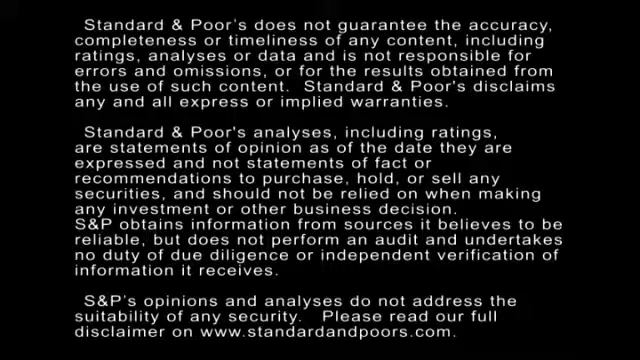 Standard & Poor's does not guarantee the accuracy,
completeness or timeliness of any content, including
ratings, analyses or data and is not responsible for
errors and omissions, or for the results obtained from
the use of such content. Standard & Poor's disclaims
any and all express or implied warranties.
Standard & Poor's analyses, including ratings,
are statements of opinion as of the date they are
expressed and not statements of fact or
recommendations to purchase, hold, or sell any
securities, and should not be relied on when making
any investment or other business decision.
S&P obtains information from sources it believes to be
reliable, but does not perform an audit and undertakes
no duty of due diligence or independent verification of
information it receives.
S&P's opinions and analyses do not address the
suitability of any security. Please read our full
disclaimer on www.standardandpoors.com.